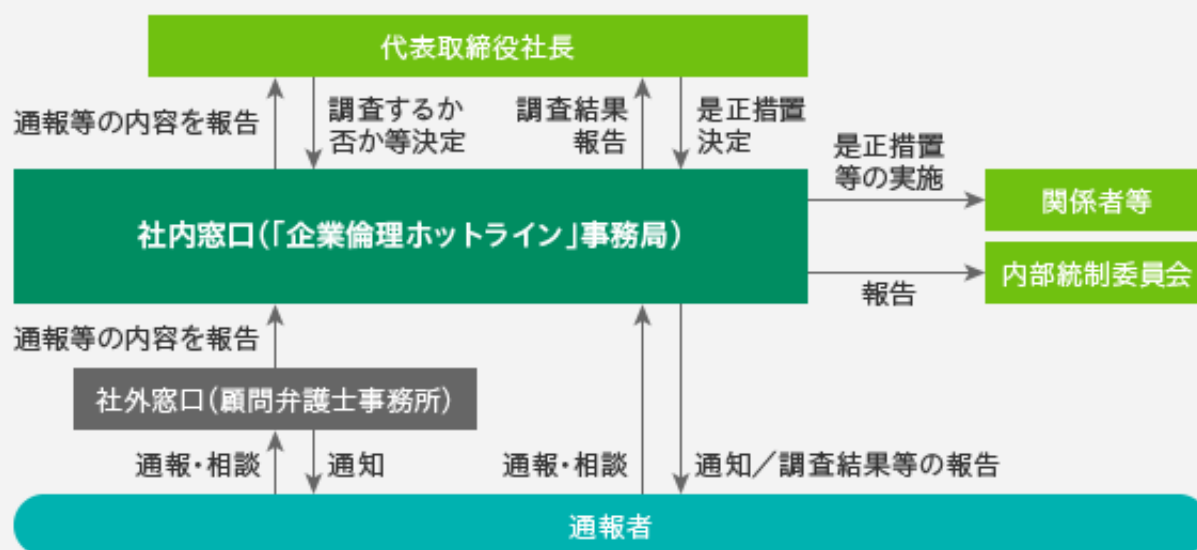 代表取締役社長
通報等の内容を報告
調査するか
否か等決定
調査結果
報告
是正措置
決定
是正措置
等の実施
社内窓口(「企業倫理ホットライン」事務局)
関係者等
内部統制委員会
報告
通報等の内容を報告
社外窓口(顧問弁護士事務所)
通報・相談
通知
通報・相談
通知／調査結果等の報告
通報者